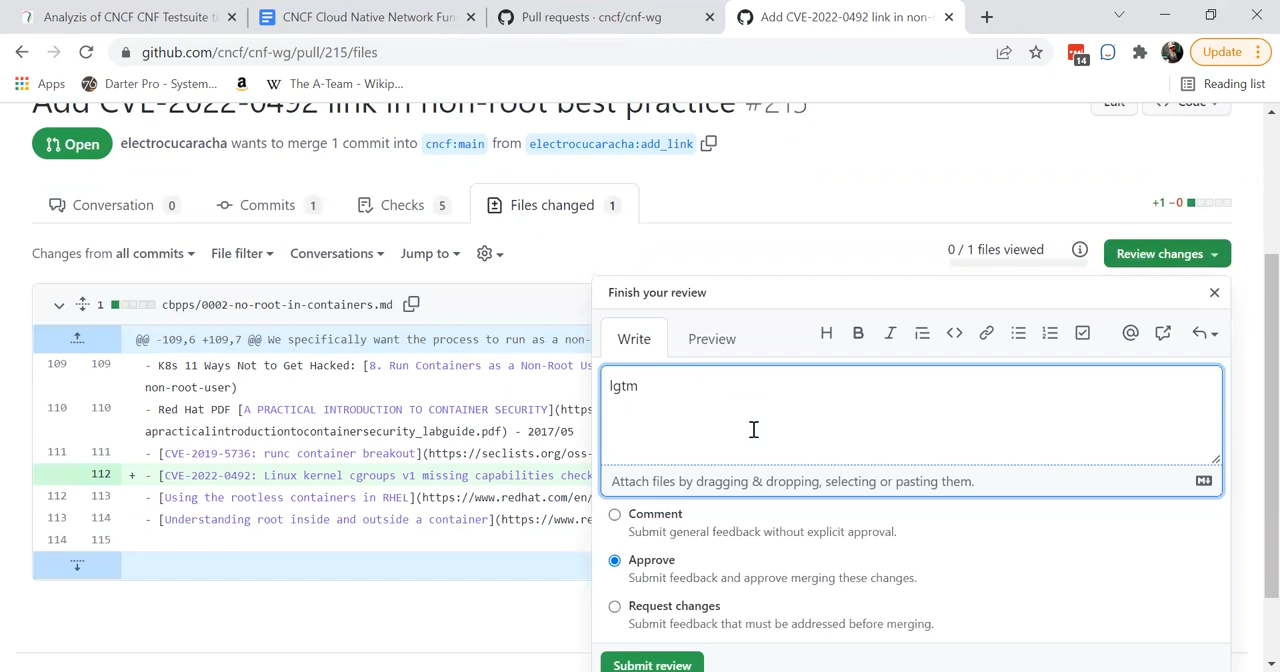 Analyzis of CNCF CNF Testsuite t
CNCF Cloud Native Network Fun
Pull requests · cncf/cnf-wg
Add CVE-2022-0492 link in non-
github.com/cncf/cnf-wg/pull/215/files
14
Update
Apps
Darter Pro - System...
The A-Team - Wikip...
Reading list
Add CVE-2022-0492 link in non-root best practice #215
Edit
Code
Open
electrocucaracha wants to merge 1 commit into cncf:main from electrocucaracha:add_link
Conversation 0
Commits 1
Checks 5
Files changed 1
+1 −0
Changes from all commits
File filter
Conversations
Jump to
0 / 1 files viewed
Review changes
1 cbpps/0002-no-root-in-containers.md
@@ -109,6 +109,7 @@ We specifically want the process to run as a non-
109 109 - K8s 11 Ways Not to Get Hacked: [8. Run Containers as a Non-Root Us
non-root-user)
110 110 - Red Hat PDF [A PRACTICAL INTRODUCTION TO CONTAINER SECURITY](https
apracticalintroductiontocontainersecurity_labguide.pdf) - 2017/05
111 111 - [CVE-2019-5736: runc container breakout](https://seclists.org/oss-
112 + - [CVE-2022-0492: Linux kernel cgroups v1 missing capabilities check
112 113 - [Using the rootless containers in RHEL](https://www.redhat.com/en/
113 114 - [Understanding root inside and outside a container](https://www.re
114 115
Finish your review
Write
Preview
lgtm
Attach files by dragging & dropping, selecting or pasting them.
Comment
Submit general feedback without explicit approval.
Approve
Submit feedback and approve merging these changes.
Request changes
Submit feedback that must be addressed before merging.
Submit review